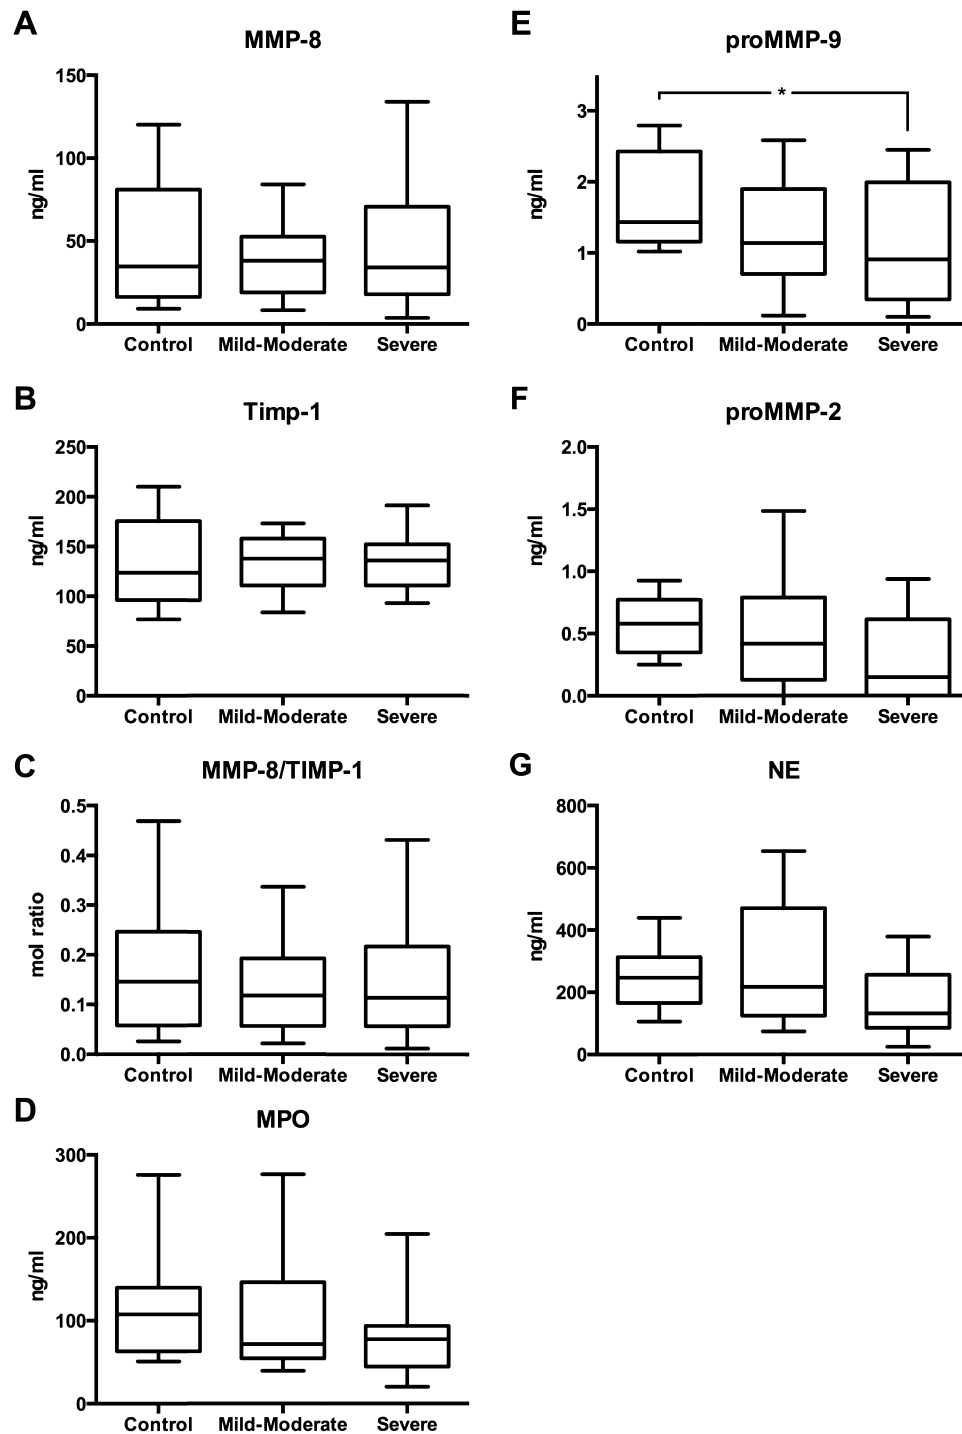 A
MMP-8
150
100
50
0
ng/ml
Control Mild-Moderate Severe
B
Timp-1
250
200
150
100
50
0
ng/ml
Control Mild-Moderate Severe
C
MMP-8/TIMP-1
0.5
0.4
0.3
0.2
0.1
0.0
mol ratio
Control Mild-Moderate Severe
D
MPO
300
200
100
0
ng/ml
Control Mild-Moderate Severe
E
proMMP-9
*
3
2
1
0
ng/ml
Control Mild-Moderate Severe
F
proMMP-2
2.0
1.5
1.0
0.5
0.0
ng/ml
Control Mild-Moderate Severe
G
NE
800
600
400
200
0
ng/ml
Control Mild-Moderate Severe